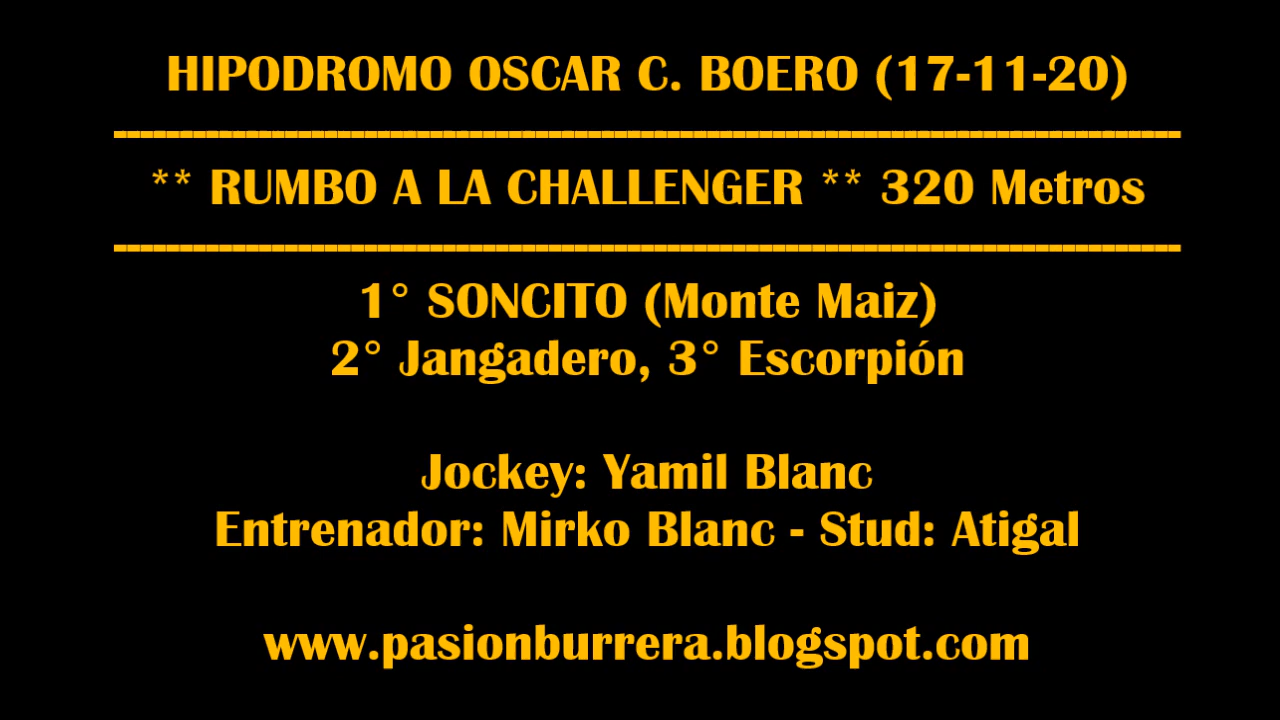 HIPODROMO OSCAR C. BOERO (17-11-20)
--------------------------------------------------------------------------------
** RUMBO A LA CHALLENGER ** 320 Metros
--------------------------------------------------------------------------------
1° SONCITO (Monte Maiz)
2° Jangadero, 3° Escorpión
Jockey: Yamil Blanc
Entrenador: Mirko Blanc - Stud: Atigal
www.pasionburrera.blogspot.com